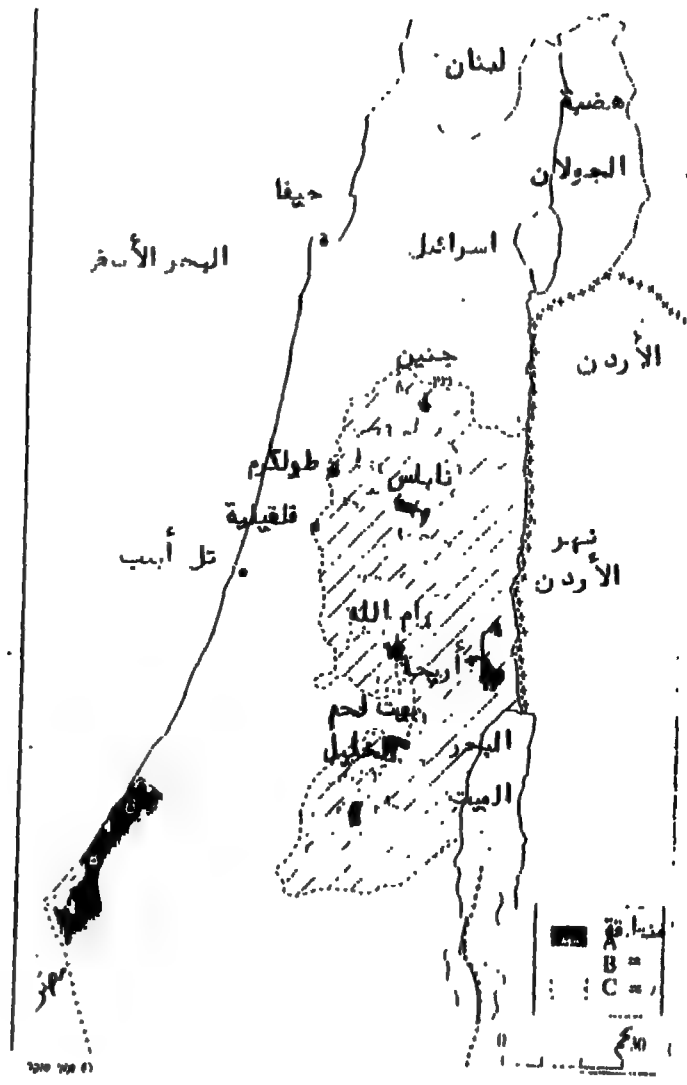 لبنان
هضبة
الجولان
حيفا
اسرائيل
البحر الأبيض
الأردن
جنين
طولكرم
نابلس
قلقيلية
تل أبيب
نهر
الأردن
رام الله
أريحا
بيت لحم
الخليل
البحر
الميت
منطقة
A
B =
C =